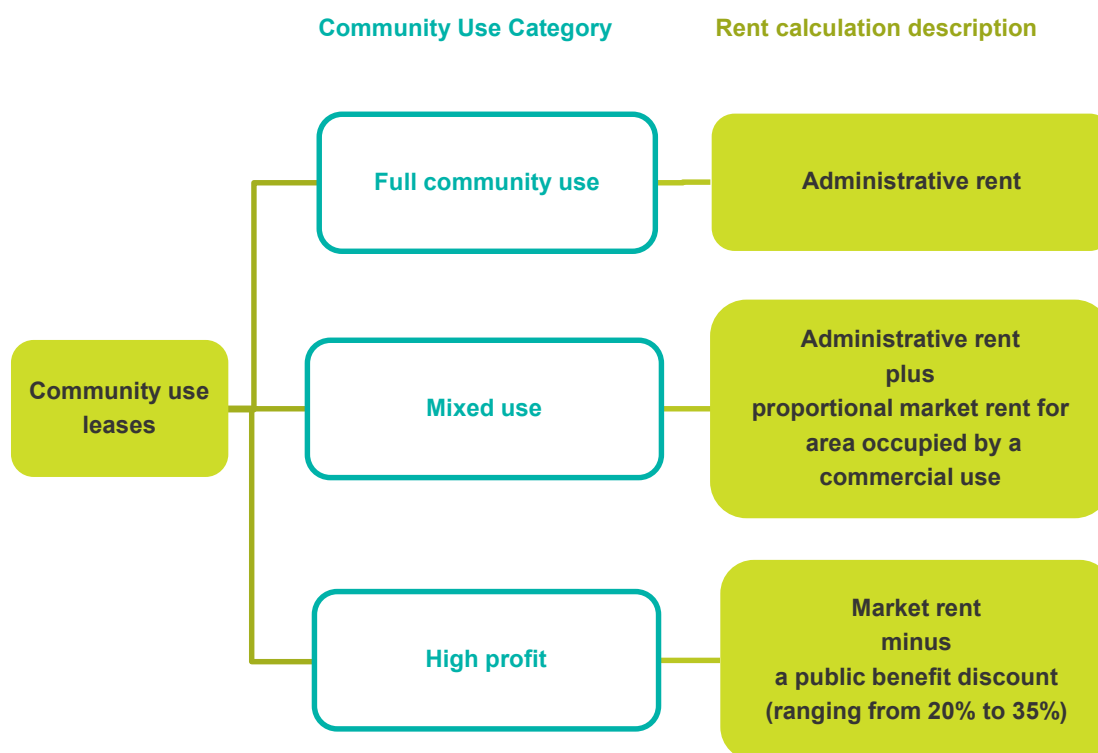 Community Use Category
Rent calculation description
Full community use
Administrative rent
Community use
leases
Mixed use
Administrative rent
plus
proportional market rent for
area occupied by a
commercial use
High profit
Market rent
minus
a public benefit discount
(ranging from 20% to 35%)